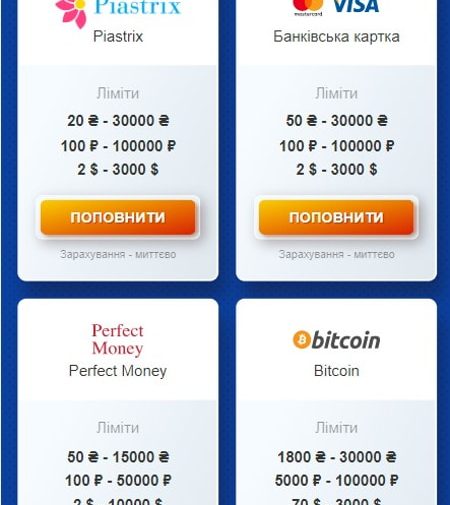 Piastrix
Piastrix
Ліміти
20 ₴ - 30000 ₴
100 ₽ - 100000 ₽
2 $ - 3000 $
ПОПОВНИТИ
Зарахування - миттєво
mastercard VISA
Банківська картка
Ліміти
50 ₴ - 30000 ₴
100 ₽ - 100000 ₽
2 $ - 3000 $
ПОПОВНИТИ
Зарахування - миттєво
Perfect
Money
Perfect Money
Ліміти
50 ₴ - 15000 ₴
100 ₽ - 50000 ₽
2 $ - 10000 $
bitcoin
Bitcoin
Ліміти
1800 ₴ - 30000 ₴
5000 ₽ - 100000 ₽
70 $ - 3000 $